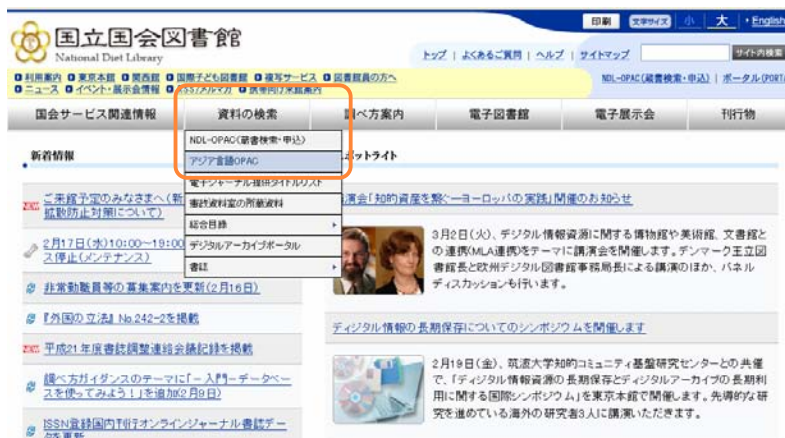 印刷 文字サイズ 小 大 English
国立国会図書館
National Diet Library
トップ | よくあるご質問 | ヘルプ | サイトマップ サイト内検索
利用案内 東京本館 関西館 国際子ども図書館 複写サービス 図書館員の方へ
ニュース イベント・展示会情報 携帯向け来館案内
NDL-OPAC(蔵書検索・申込) | ポータル
国会サービス関連情報 資料の検索 調べ方案内 電子図書館 電子展示会 刊行物
新着情報
NDL-OPAC(蔵書検索・申込)
アジア言語OPAC
電子ジャーナル提供タイトルリスト
憲政資料室の所蔵資料
総合目録
デジタルアーカイブポータル
書誌
ご来館予定のみなさまへ(新
拡散防止対策について)
2月17日(水)10:00~19:00
ス停止(メンテナンス)
非常勤職員等の募集案内を更新(2月16日)
『外国の立法』No.242-2を掲載
平成21年度書誌調整連絡会議記録を掲載
調べ方ガイダンスのテーマに「-入門-データベー
スを使ってみよう!」を追加(2月9日)
ISSN登録国内刊行オンラインジャーナル書誌デー
タを更新
ポットライト
演会「知的資産を繋ぐ―ヨーロッパの実践」開催のお知らせ
3月2日(火)、デジタル情報資源に関する博物館や美術館、文書館と
の連携(MLA連携)をテーマに講演会を開催します。デンマーク王立図
書館長と欧州デジタル図書館事務局長による講演のほか、パネル
ディスカッションも行います。
ディジタル情報の長期保存についてのシンポジウムを開催します
2月19日(金)、筑波大学知的コミュニティ基盤研究センターとの共催
で、「ディジタル情報資源の長期保存とディジタルアーカイブの長期利
用に関する国際シンポジウム」を東京本館で開催します。先導的な研
究を進めている海外の研究者3人に講演いただきます。